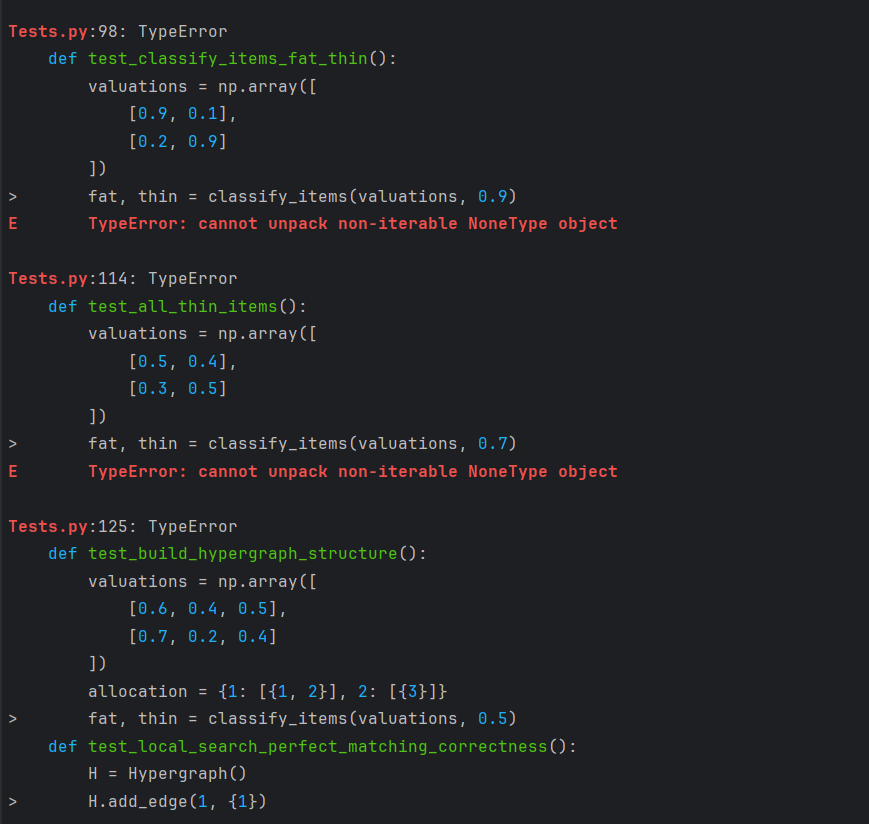 Tests.py:98: TypeError
    def test_classify_items_fat_thin():
        valuations = np.array([
            [0.9, 0.1],
            [0.2, 0.9]
        ])
>       fat, thin = classify_items(valuations, 0.9)
E       TypeError: cannot unpack non-iterable NoneType object
Tests.py:114: TypeError
    def test_all_thin_items():
        valuations = np.array([
            [0.5, 0.4],
            [0.3, 0.5]
        ])
>       fat, thin = classify_items(valuations, 0.7)
E       TypeError: cannot unpack non-iterable NoneType object
Tests.py:125: TypeError
    def test_build_hypergraph_structure():
        valuations = np.array([
            [0.6, 0.4, 0.5],
            [0.7, 0.2, 0.4]
        ])
        allocation = {1: [{1, 2}], 2: [{3}]}
>       fat, thin = classify_items(valuations, 0.5)
    def test_local_search_perfect_matching_correctness():
        H = Hypergraph()
>       H.add_edge(1, {1})